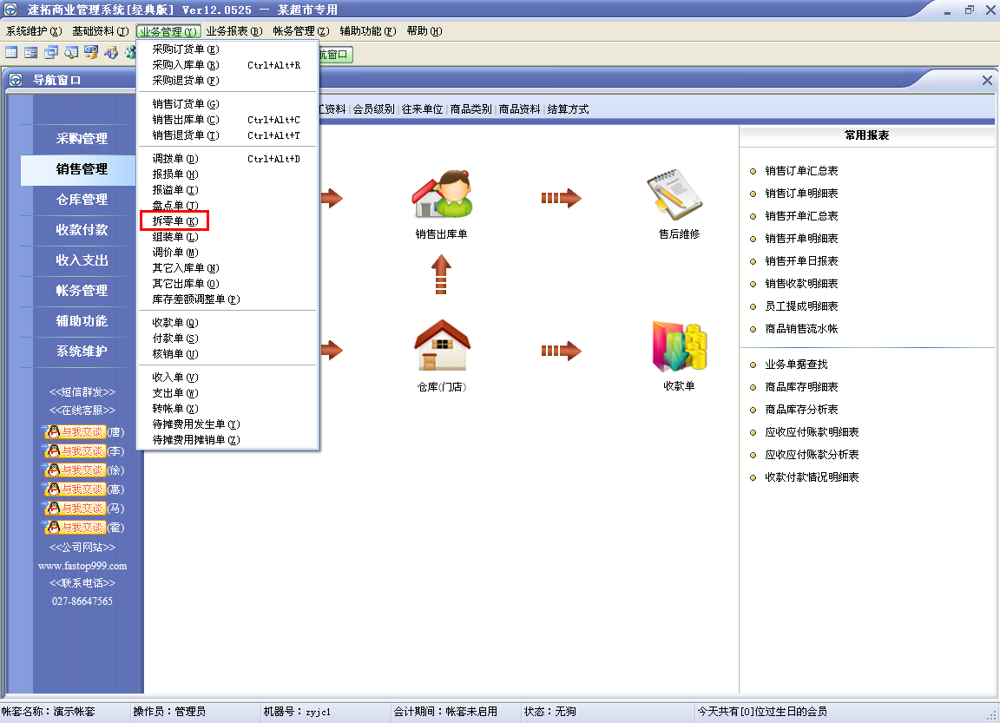 速拓商业管理系统[经典版] Ver12.0525 — 某超市专用
系统维护(X) 基础资料(J) 业务管理(Y) 业务报表(B) 帐务管理(Z) 辅助功能(F) 帮助(H)
航窗口
导航窗口
工资料 | 会员级别 | 往来单位 | 商品类别 | 商品资料 | 结算方式
采购管理
销售管理
仓库管理
收款付款
收入支出
帐务管理
辅助功能
系统维护
<<短信群发>>
<<在线客服>>
与我交谈 (唐)
与我交谈 (李)
与我交谈 (徐)
与我交谈 (惠)
与我交谈 (马)
与我交谈 (霍)
<<公司网站>>
www.fastop999.com
<<联系电话>>
027-86647565
采购订货单(E)
采购入库单(R) Ctrl+Alt+R
采购退货单(F)
销售订货单(G)
销售出库单(C) Ctrl+Alt+C
销售退货单(T) Ctrl+Alt+T
调拨单(D) Ctrl+Alt+D
报损单(H)
报溢单(I)
盘点单(J)
拆零单(K)
组装单(L)
调价单(M)
其它入库单(N)
其它出库单(O)
库存差额调整单(P)
收款单(Q)
付款单(S)
核销单(U)
收入单(V)
支出单(W)
转帐单(X)
待摊费用发生单(Y)
待摊费用摊销单(Z)
销售出库单
售后维修
仓库(门店)
收款单
常用报表
销售订单汇总表
销售订单明细表
销售开单汇总表
销售开单明细表
销售开单日报表
销售收款明细表
员工提成明细表
商品销售流水帐
业务单据查找
商品库存明细表
商品库存分析表
应收应付账款明细表
应收应付账款分析表
收款付款情况明细表
帐套名称：演示帐套 操作员：管理员 机器号：zyjc1 会计期间：帐套未启用 状态：无狗 今天共有[0]位过生日的会员